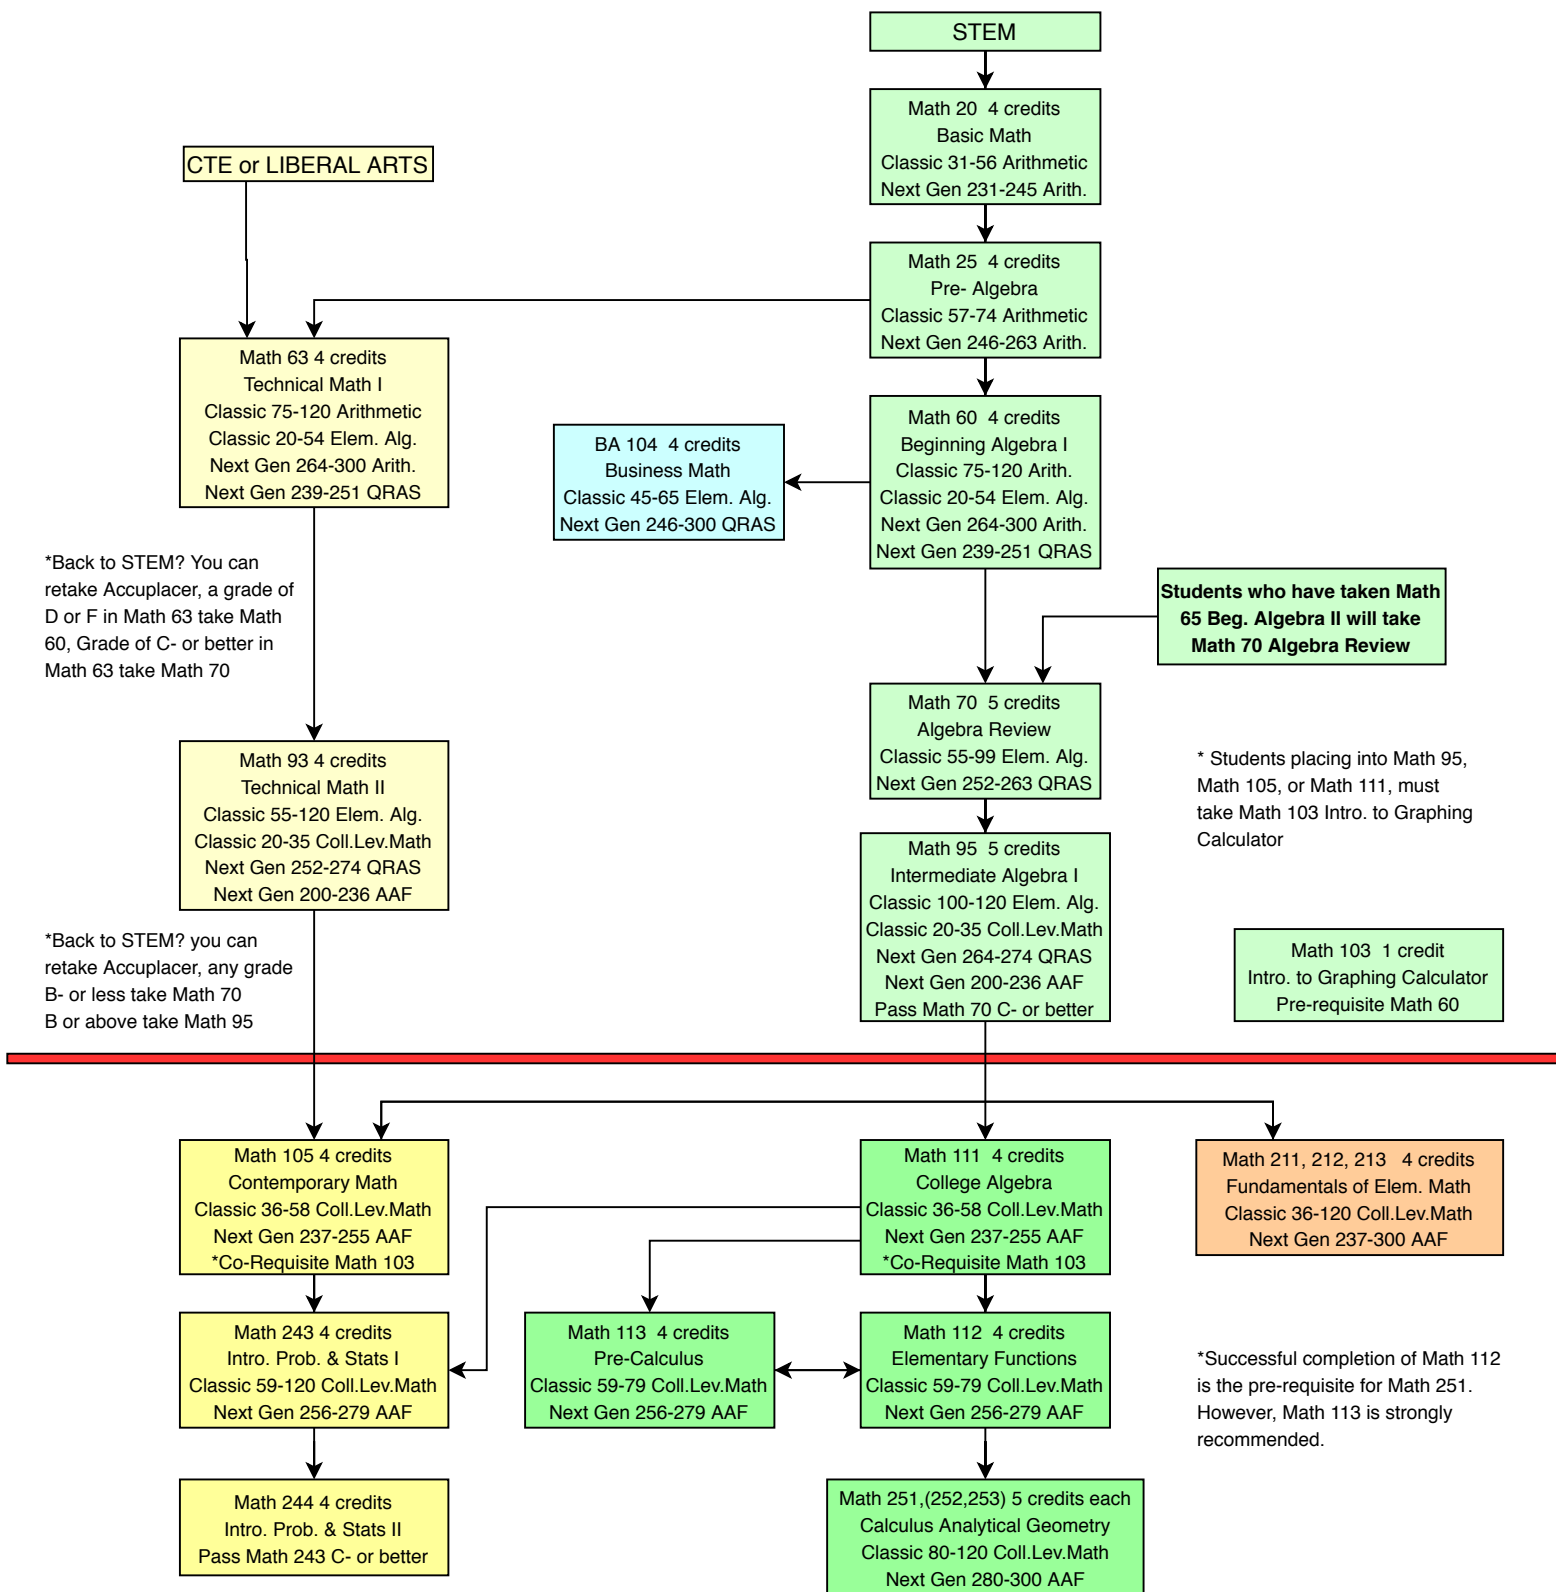 STEM
Math 20  4 credits
Basic Math
Classic 31-56 Arithmetic
Next Gen 231-245 Arith.
CTE or LIBERAL ARTS
Math 25  4 credits
Pre- Algebra
Classic 57-74 Arithmetic
Next Gen 246-263 Arith.
Math 63 4 credits
Technical Math I
Classic 75-120 Arithmetic
Classic 20-54 Elem. Alg.
Next Gen 264-300 Arith.
Next Gen 239-251 QRAS
BA 104  4 credits
Business Math
Classic 45-65 Elem. Alg.
Next Gen 246-300 QRAS
Math 60  4 credits
Beginning Algebra I
Classic 75-120 Arith.
Classic 20-54 Elem. Alg.
Next Gen 264-300 Arith.
Next Gen 239-251 QRAS
*Back to STEM? You can
retake Accuplacer, a grade of
D or F in Math 63 take Math
60, Grade of C- or better in
Math 63 take Math 70
Students who have taken Math
65 Beg. Algebra II will take
Math 70 Algebra Review
Math 70  5 credits
Algebra Review
Classic 55-99 Elem. Alg.
Next Gen 252-263 QRAS
Math 93 4 credits
Technical Math II
Classic 55-120 Elem. Alg.
Classic 20-35 Coll.Lev.Math
Next Gen 252-274 QRAS
Next Gen 200-236 AAF
* Students placing into Math 95,
Math 105, or Math 111, must
take Math 103 Intro. to Graphing
Calculator
Math 95  5 credits
Intermediate Algebra I
Classic 100-120 Elem. Alg.
Classic 20-35 Coll.Lev.Math
Next Gen 264-274 QRAS
Next Gen 200-236 AAF
Pass Math 70 C- or better
*Back to STEM? you can
retake Accuplacer, any grade
B- or less take Math 70
B or above take Math 95
Math 103  1 credit
Intro. to Graphing Calculator
Pre-requisite Math 60
Math 105 4 credits
Contemporary Math
Classic 36-58 Coll.Lev.Math
Next Gen 237-255 AAF
*Co-Requisite Math 103
Math 111  4 credits
College Algebra
Classic 36-58 Coll.Lev.Math
Next Gen 237-255 AAF
*Co-Requisite Math 103
Math 211, 212, 213   4 credits
Fundamentals of Elem. Math
Classic 36-120 Coll.Lev.Math
Next Gen 237-300 AAF
Math 243 4 credits
Intro. Prob. & Stats I
Classic 59-120 Coll.Lev.Math
Next Gen 256-279 AAF
Math 113  4 credits
Pre-Calculus
Classic 59-79 Coll.Lev.Math
Next Gen 256-279 AAF
Math 112  4 credits
Elementary Functions
Classic 59-79 Coll.Lev.Math
Next Gen 256-279 AAF
*Successful completion of Math 112
is the pre-requisite for Math 251.
However, Math 113 is strongly
recommended.
Math 244 4 credits
Intro. Prob. & Stats II
Pass Math 243 C- or better
Math 251,(252,253) 5 credits each
Calculus Analytical Geometry
Classic 80-120 Coll.Lev.Math
Next Gen 280-300 AAF